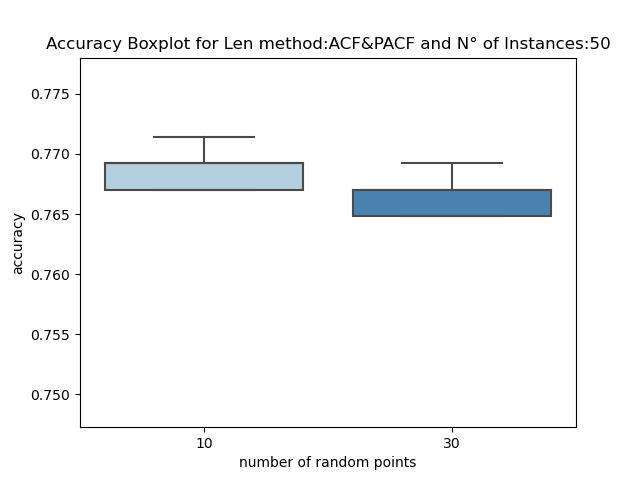 Accuracy Boxplot for Len method:ACF&PACF and N° of Instances:50
0.775
0.770
0.765
0.760
0.755
0.750
accuracy
10
30
number of random points